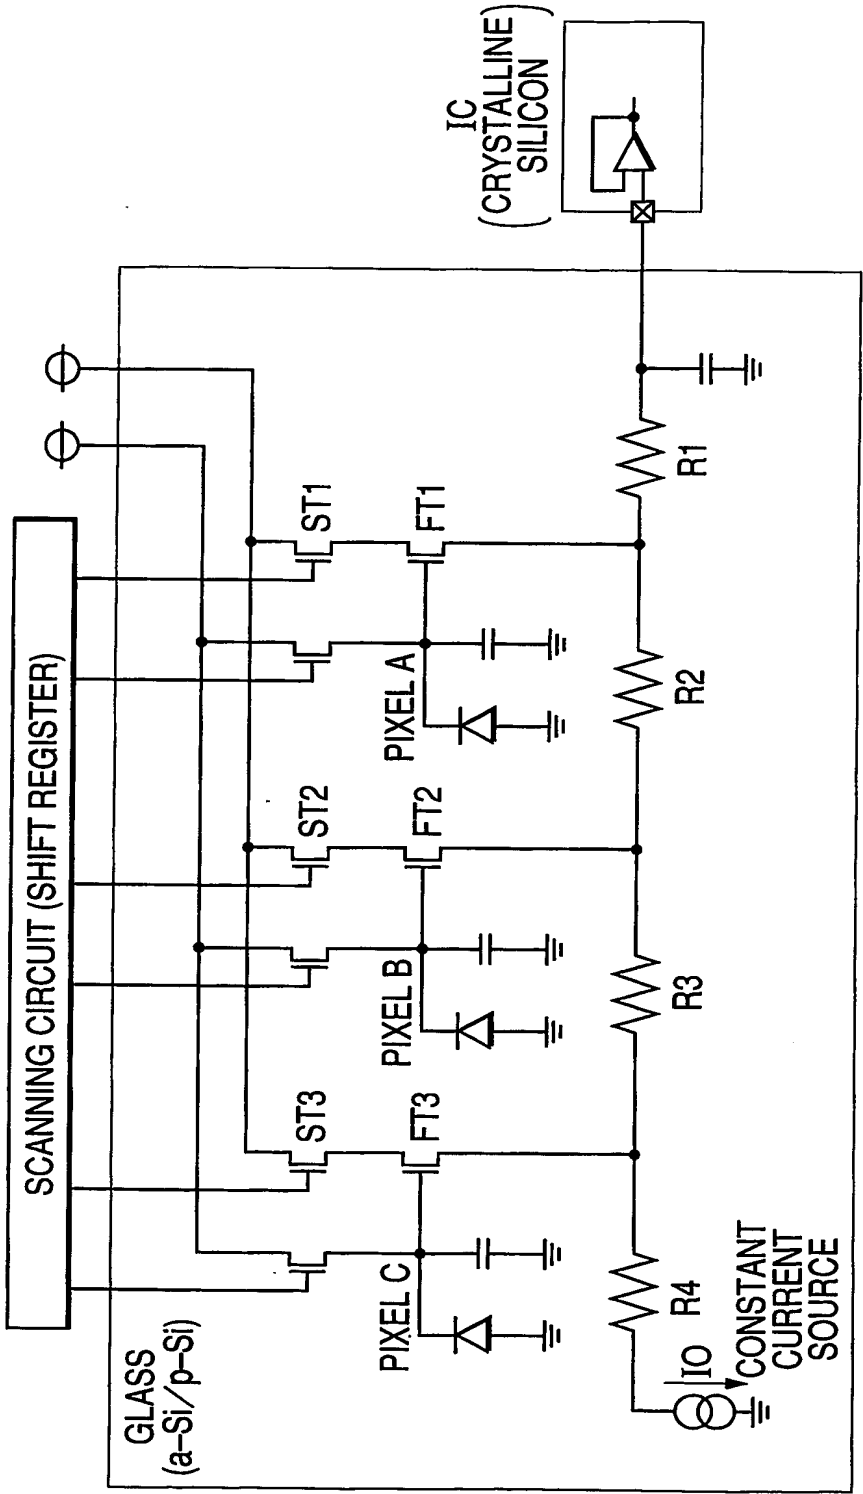 SCANNING CIRCUIT (SHIFT REGISTER)
GLASS
(a-Si/p-Si)
IC
(CRYSTALLINE
SILICON)
ST3
ST2
ST1
FT3
FT2
FT1
PIXEL C
PIXEL B
PIXEL A
R4
R3
R2
R1
IO
CONSTANT
CURRENT
SOURCE